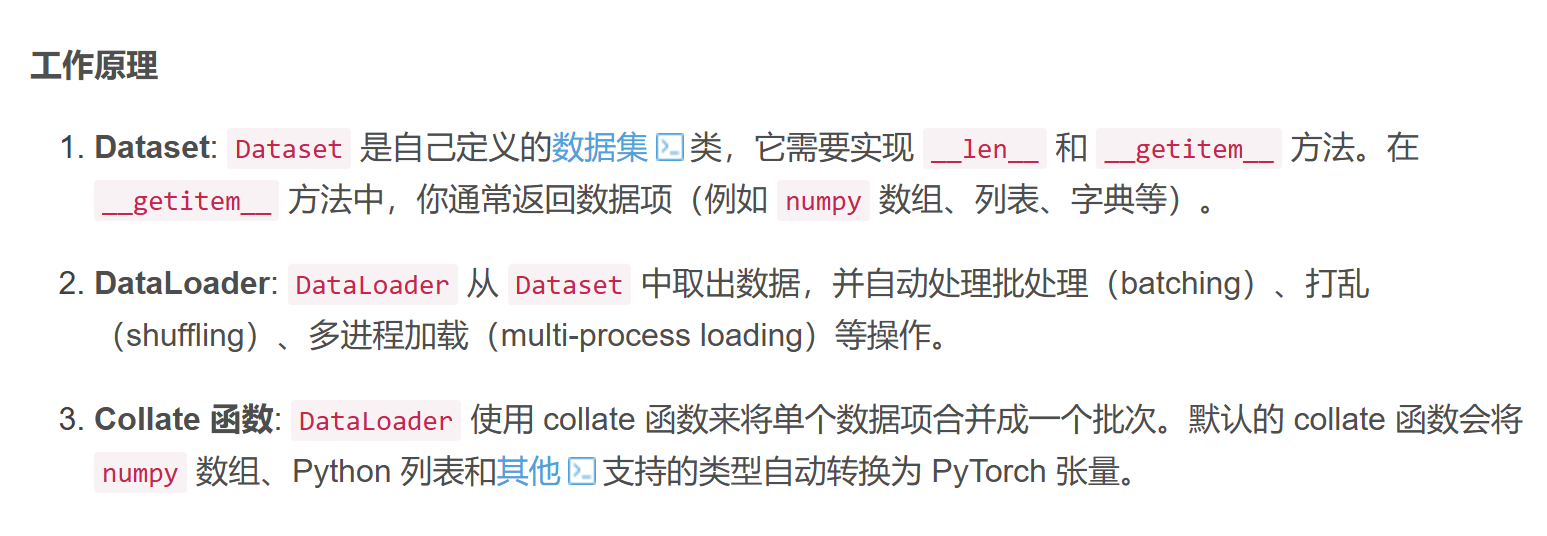 工作原理
1. Dataset: Dataset 是自己定义的数据集类，它需要实现 __len__ 和 __getitem__ 方法。在
__getitem__ 方法中，你通常返回数据项（例如 numpy 数组、列表、字典等）。
2. DataLoader: DataLoader 从 Dataset 中取出数据，并自动处理批处理（batching）、打乱
（shuffling）、多进程加载（multi-process loading）等操作。
3. Collate 函数: DataLoader 使用 collate 函数来将单个数据项合并成一个批次。默认的 collate 函数会将
numpy 数组、Python 列表和其他支持的类型自动转换为 PyTorch 张量。